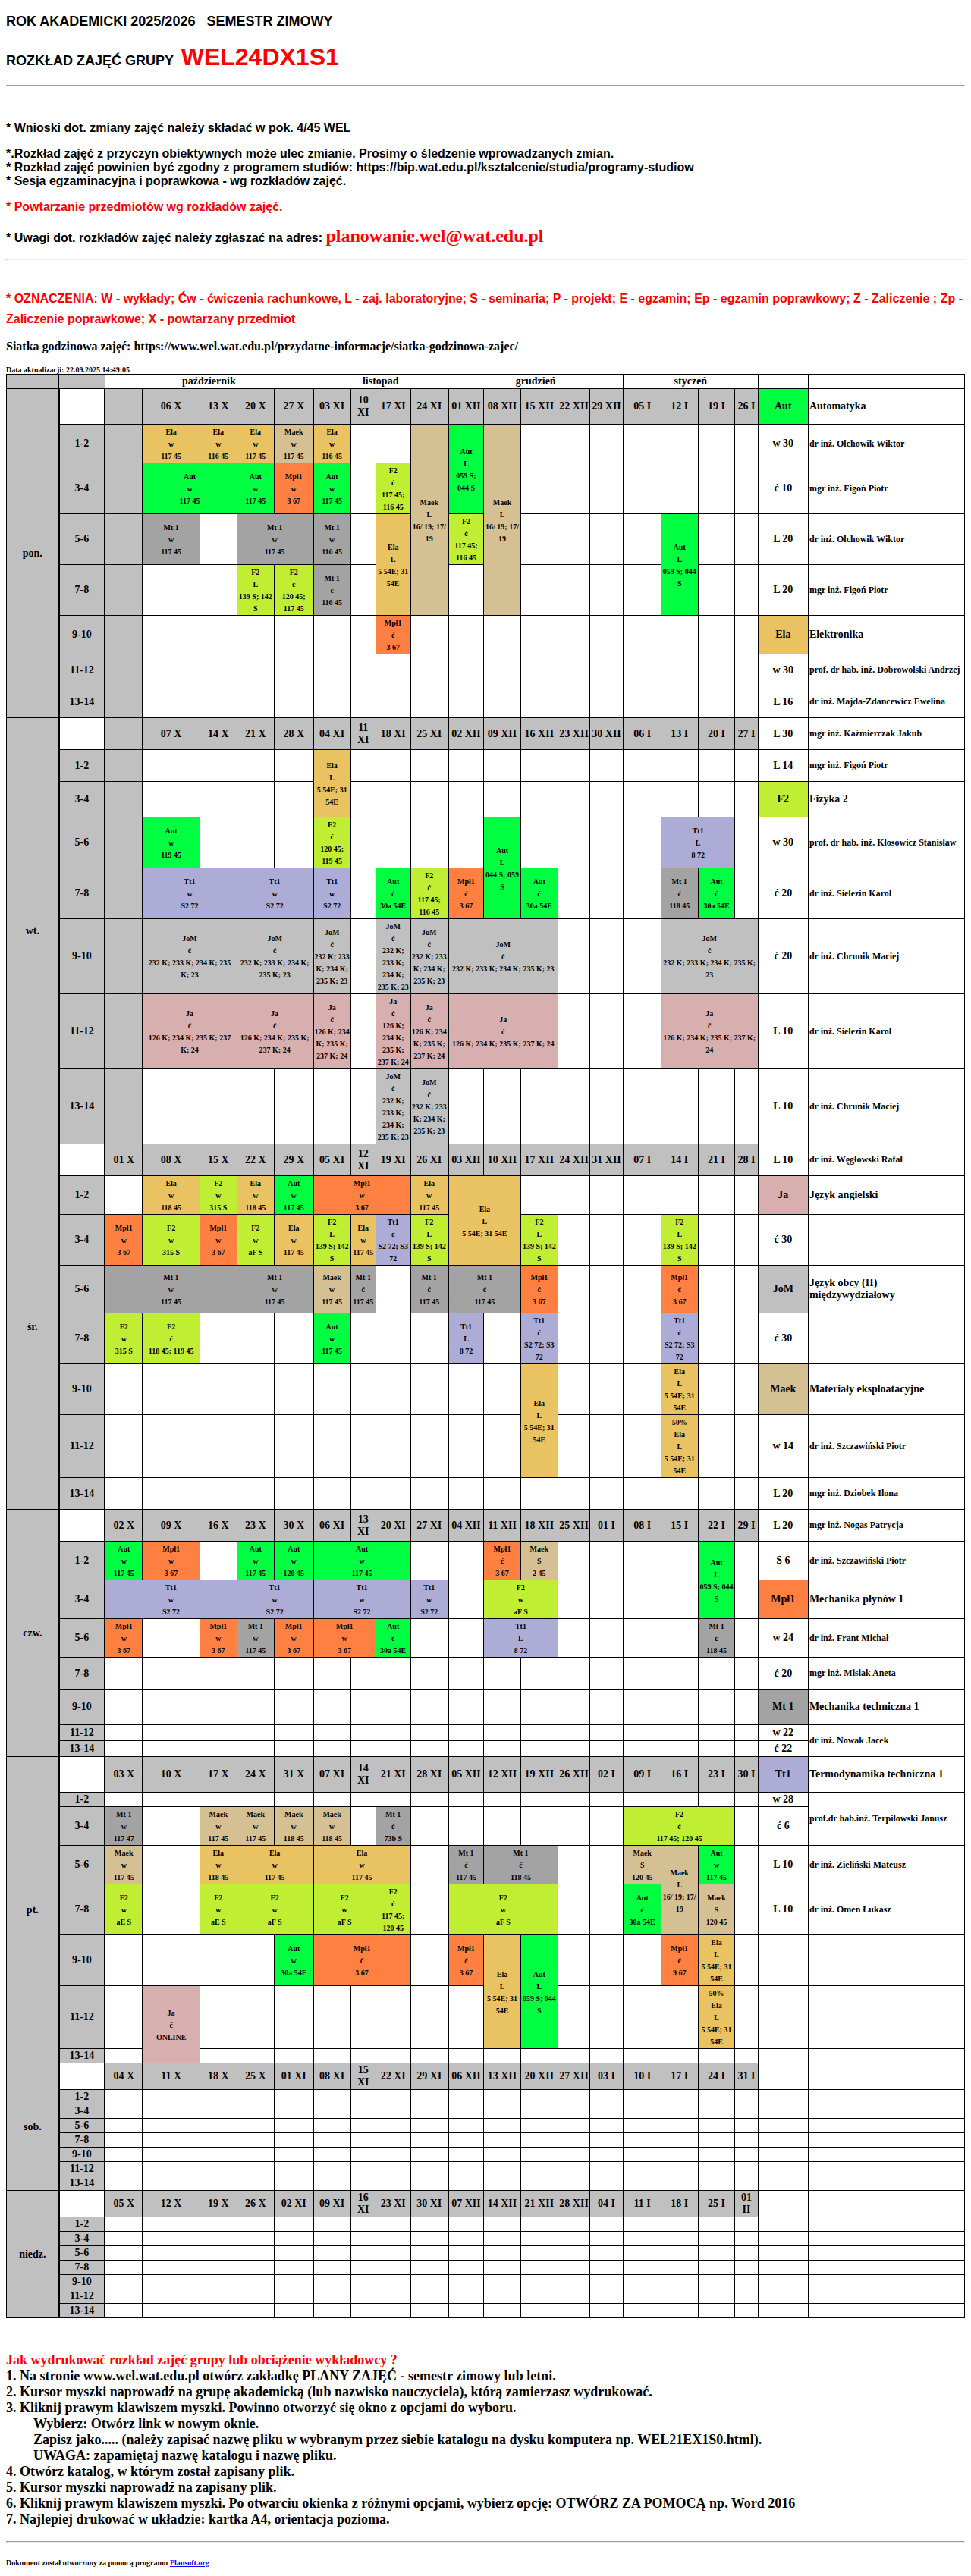 ROK AKADEMICKI 2025/2026 SEMESTR ZIMOWY
ROZKŁAD ZAJĘĆ GRUPY WEL24DX1S1
* Wnioski dot. zmiany zajęć należy składać w pok. 4/45 WEL
*.Rozkład zajęć z przyczyn obiektywnych może ulec zmianie. Prosimy o śledzenie wprowadzanych zmian.
* Rozkład zajęć powinien być zgodny z programem studiów: https://bip.wat.edu.pl/ksztalcenie/studia/programy-studiow
* Sesja egzaminacyjna i poprawkowa - wg rozkładów zajęć.
* Powtarzanie przedmiotów wg rozkładów zajęć.
* Uwagi dot. rozkładów zajęć należy zgłaszać na adres: planowanie.wel@wat.edu.pl
* OZNACZENIA: W - wykłady; Ćw - ćwiczenia rachunkowe, L - zaj. laboratoryjne; S - seminaria; P - projekt; E - egzamin; Ep - egzamin poprawkowy; Z - Zaliczenie ; Zp -
Zaliczenie poprawkowe; X - powtarzany przedmiot
Siatka godzinowa zajęć: https://www.wel.wat.edu.pl/przydatne-informacje/siatka-godzinowa-zajec/
Data aktualizacji: 22.09.2025 14:49:05
październik listopad grudzień styczeń
pon. 06 X 13 X 20 X 27 X 03 XI 10 XI 17 XI 24 XI 01 XII 08 XII 15 XII 22 XII 29 XII 05 I 12 I 19 I 26 I Aut Automatyka
1-2 Ela w 117 45 Ela w 116 45 Ela w 117 45 Maek w 117 45 Ela w 116 45 Maek L 16/ 19; 17/ 19 Aut L 059 S; 044 S Maek L 16/ 19; 17/ 19 w 30 dr inż. Olchowik Wiktor
3-4 Aut w 117 45 Aut w 117 45 Mpł1 w 3 67 Aut w 117 45 F2 ć 117 45; 116 45 ć 10 mgr inż. Figoń Piotr
5-6 Mt 1 w 117 45 Mt 1 w 117 45 Mt 1 w 116 45 Ela L 5 54E; 31 54E F2 ć 117 45; 116 45 Aut L 059 S; 044 S L 20 dr inż. Olchowik Wiktor
7-8 F2 L 139 S; 142 S F2 ć 120 45; 117 45 Mt 1 ć 116 45 L 20 mgr inż. Figoń Piotr
9-10 Mpł1 ć 3 67 Ela Elektronika
11-12 w 30 prof. dr hab. inż. Dobrowolski Andrzej
13-14 L 16 dr inż. Majda-Zdancewicz Ewelina
wt. 07 X 14 X 21 X 28 X 04 XI 11 XI 18 XI 25 XI 02 XII 09 XII 16 XII 23 XII 30 XII 06 I 13 I 20 I 27 I L 30 mgr inż. Kaźmierczak Jakub
1-2 Ela L 5 54E; 31 54E L 14 mgr inż. Figoń Piotr
3-4 F2 Fizyka 2
5-6 Aut w 119 45 F2 ć 120 45; 119 45 Aut L 044 S; 059 S Tt1 L 8 72 w 30 prof. dr hab. inż. Kłosowicz Stanisław
7-8 Tt1 w S2 72 Tt1 w S2 72 Tt1 w S2 72 Aut ć 30a 54E F2 ć 117 45; 116 45 Mpł1 ć 3 67 Aut ć 30a 54E Mt 1 ć 118 45 Aut ć 30a 54E ć 20 dr inż. Sielezin Karol
9-10 JoM ć 232 K; 233 K; 234 K; 235 K; 23 JoM ć 232 K; 233 K; 234 K; 235 K; 23 JoM ć 232 K; 233 K; 234 K; 235 K; 23 JoM ć 232 K; 233 K; 234 K; 235 K; 23 JoM ć 232 K; 233 K; 234 K; 235 K; 23 JoM ć 232 K; 233 K; 234 K; 235 K; 23 JoM ć 232 K; 233 K; 234 K; 235 K; 23 ć 20 dr inż. Chrunik Maciej
11-12 Ja ć 126 K; 234 K; 235 K; 237 K; 24 Ja ć 126 K; 234 K; 235 K; 237 K; 24 Ja ć 126 K; 234 K; 235 K; 237 K; 24 Ja ć 126 K; 234 K; 235 K; 237 K; 24 Ja ć 126 K; 234 K; 235 K; 237 K; 24 Ja ć 126 K; 234 K; 235 K; 237 K; 24 Ja ć 126 K; 234 K; 235 K; 237 K; 24 L 10 dr inż. Sielezin Karol
13-14 JoM ć 232 K; 233 K; 234 K; 235 K; 23 JoM ć 232 K; 233 K; 234 K; 235 K; 23 L 10 dr inż. Chrunik Maciej
śr. 01 X 08 X 15 X 22 X 29 X 05 XI 12 XI 19 XI 26 XI 03 XII 10 XII 17 XII 24 XII 31 XII 07 I 14 I 21 I 28 I L 10 dr inż. Węgłowski Rafał
1-2 Ela w 118 45 F2 w 315 S Ela w 118 45 Aut w 117 45 Mpł1 w 3 67 Ela w 117 45 Ela L 5 54E; 31 54E Ja Język angielski
3-4 Mpł1 w 3 67 F2 w 315 S Mpł1 w 3 67 F2 w aF S Ela w 117 45 F2 L 139 S; 142 S Ela w 117 45 Tt1 ć S2 72; S3 72 F2 L 139 S; 142 S F2 L 139 S; 142 S F2 L 139 S; 142 S ć 30
5-6 Mt 1 w 117 45 Mt 1 w 117 45 Maek w 117 45 Mt 1 ć 117 45 Mt 1 ć 117 45 Mt 1 ć 117 45 Mpł1 ć 3 67 Mpł1 ć 3 67 JoM Język obcy (II) międzywydziałowy
7-8 F2 w 315 S F2 ć 118 45; 119 45 Aut w 117 45 Tt1 L 8 72 Tt1 ć S2 72; S3 72 Tt1 ć S2 72; S3 72 ć 30
9-10 Ela L 5 54E; 31 54E Ela L 5 54E; 31 54E Maek Materiały eksploatacyjne
11-12 50% Ela L 5 54E; 31 54E w 14 dr inż. Szczawiński Piotr
13-14 L 20 mgr inż. Dziobek Ilona
czw. 02 X 09 X 16 X 23 X 30 X 06 XI 13 XI 20 XI 27 XI 04 XII 11 XII 18 XII 25 XII 01 I 08 I 15 I 22 I 29 I L 20 mgr inż. Nogas Patrycja
1-2 Aut w 117 45 Mpł1 w 3 67 Aut w 117 45 Aut w 120 45 Aut w 117 45 Mpł1 ć 3 67 Maek S 2 45 Aut L 059 S; 044 S S 6 dr inż. Szczawiński Piotr
3-4 Tt1 w S2 72 Tt1 w S2 72 Tt1 w S2 72 Tt1 w S2 72 F2 w aF S Mpł1 Mechanika płynów 1
5-6 Mpł1 w 3 67 Mpł1 w 3 67 Mt 1 w 117 45 Mpł1 w 3 67 Mpł1 w 3 67 Aut ć 30a 54E Tt1 L 8 72 Mt 1 ć 118 45 w 24 dr inż. Frant Michał
7-8 ć 20 mgr inż. Misiak Aneta
9-10 Mt 1 Mechanika techniczna 1
11-12 w 22 dr inż. Nowak Jacek
13-14 ć 22
pt. 03 X 10 X 17 X 24 X 31 X 07 XI 14 XI 21 XI 28 XI 05 XII 12 XII 19 XII 26 XII 02 I 09 I 16 I 23 I 30 I Tt1 Termodynamika techniczna 1
1-2 w 28 prof.dr hab.inż. Terpiłowski Janusz
3-4 Mt 1 w 117 47 Maek w 117 45 Maek w 117 45 Maek w 118 45 Maek w 118 45 Mt 1 ć 73b S F2 ć 117 45; 120 45 ć 6
5-6 Maek w 117 45 Ela w 118 45 Ela w 117 45 Ela w 117 45 Mt 1 ć 117 45 Mt 1 ć 118 45 Maek S 120 45 Maek L 16/ 19; 17/ 19 Aut w 117 45 L 10 dr inż. Zieliński Mateusz
7-8 F2 w aE S F2 w aE S F2 w aF S F2 w aF S F2 ć 117 45; 120 45 F2 w aF S Aut ć 30a 54E Maek S 120 45 L 10 dr inż. Omen Łukasz
9-10 Aut w 30a 54E Mpł1 ć 3 67 Mpł1 ć 3 67 Ela L 5 54E; 31 54E Aut L 059 S; 044 S Mpł1 ć 9 67 Ela L 5 54E; 31 54E
11-12 Ja ć ONLINE 50% Ela L 5 54E; 31 54E
13-14
sob. 04 X 11 X 18 X 25 X 01 XI 08 XI 15 XI 22 XI 29 XI 06 XII 13 XII 20 XII 27 XII 03 I 10 I 17 I 24 I 31 I
1-2
3-4
5-6
7-8
9-10
11-12
13-14
niedz. 05 X 12 X 19 X 26 X 02 XI 09 XI 16 XI 23 XI 30 XI 07 XII 14 XII 21 XII 28 XII 04 I 11 I 18 I 25 I 01 II
1-2
3-4
5-6
7-8
9-10
11-12
13-14
Jak wydrukować rozkład zajęć grupy lub obciążenie wykładowcy ?
1. Na stronie www.wel.wat.edu.pl otwórz zakładkę PLANY ZAJĘĆ - semestr zimowy lub letni.
2. Kursor myszki naprowadź na grupę akademicką (lub nazwisko nauczyciela), którą zamierzasz wydrukować.
3. Kliknij prawym klawiszem myszki. Powinno otworzyć się okno z opcjami do wyboru.
Wybierz: Otwórz link w nowym oknie.
Zapisz jako..... (należy zapisać nazwę pliku w wybranym przez siebie katalogu na dysku komputera np. WEL21EX1S0.html).
UWAGA: zapamiętaj nazwę katalogu i nazwę pliku.
4. Otwórz katalog, w którym został zapisany plik.
5. Kursor myszki naprowadź na zapisany plik.
6. Kliknij prawym klawiszem myszki. Po otwarciu okienka z różnymi opcjami, wybierz opcję: OTWÓRZ ZA POMOCĄ np. Word 2016
7. Najlepiej drukować w układzie: kartka A4, orientacja pozioma.
Dokument został utworzony za pomocą programu Plansoft.org